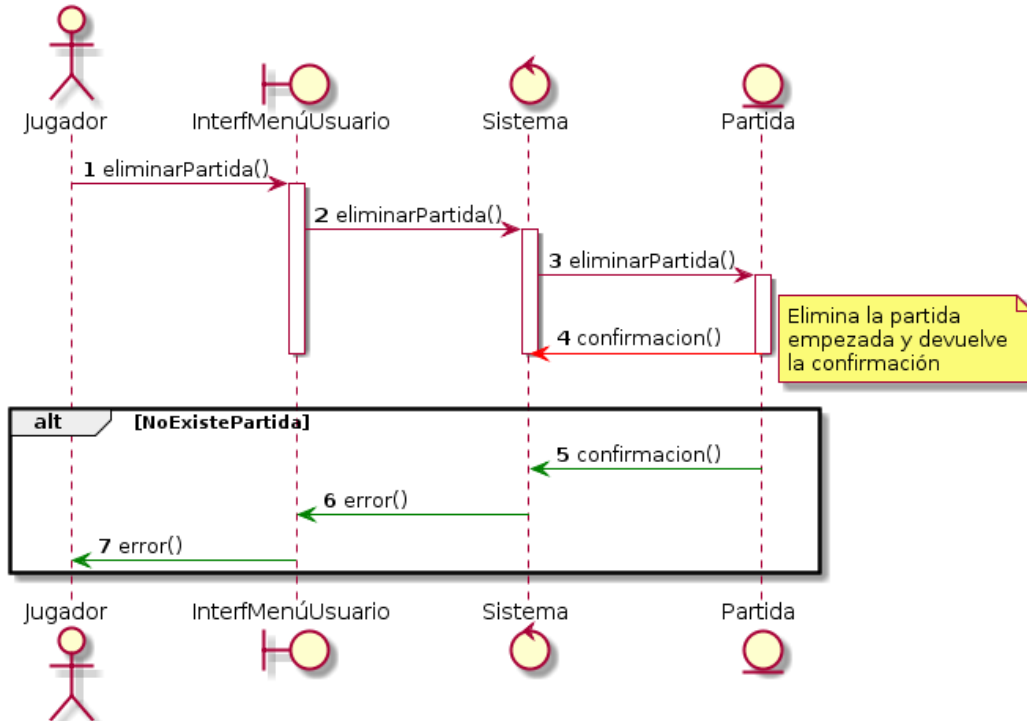 Jugador
InterfMenúUsuario
Sistema
Partida
1 eliminarPartida()
2 eliminarPartida()
3 eliminarPartida()
Elimina la partida
empezada y devuelve
la confirmación
4 confirmacion()
alt [NoExistePartida]
5 confirmacion()
6 error()
7 error()
Jugador
InterfMenúUsuario
Sistema
Partida